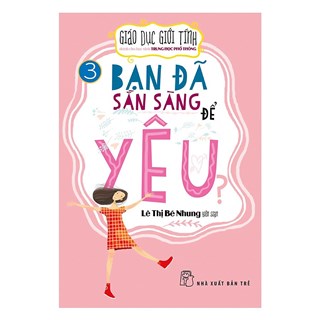 GIÁO DỤC GIỚI TÍNH
TRUNG HỌC PHỔ THÔNG
3
BẠN ĐÃ
SẴN SÀNG ĐỂ
YÊU?
Lê Thị Bé Nhung biên soạn
NHÀ XUẤT BẢN TRẺ